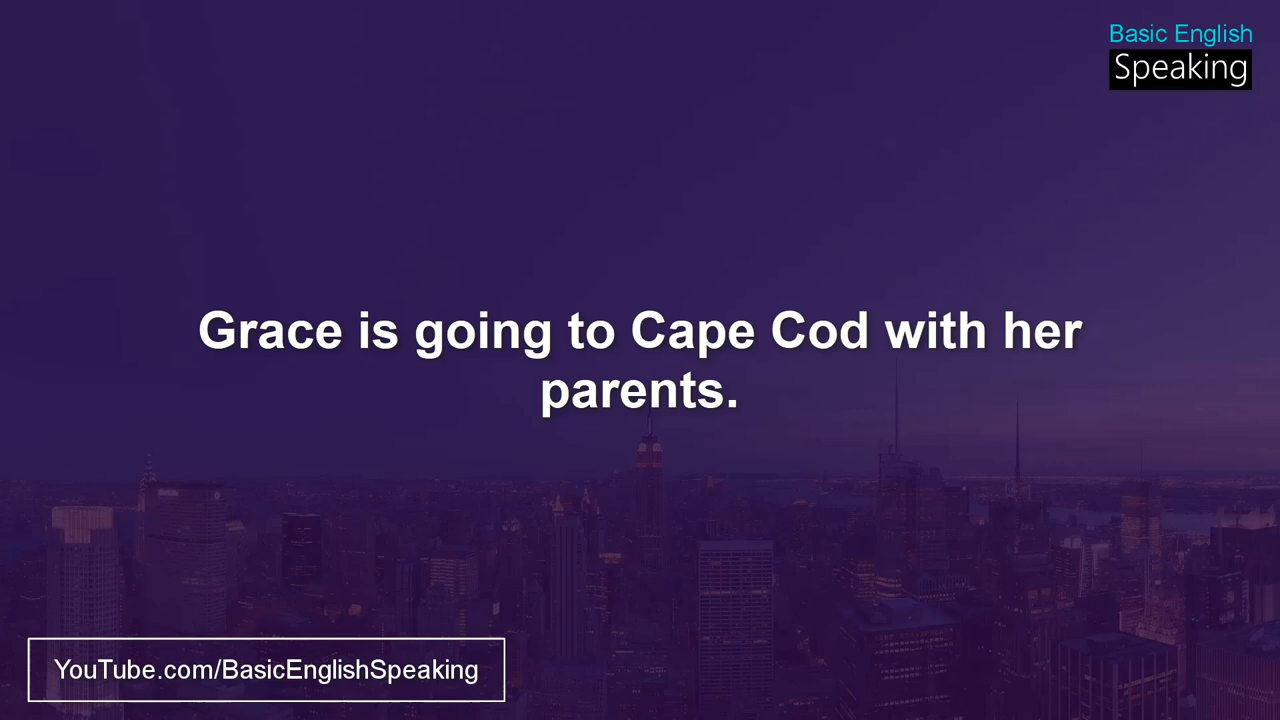 Basic English
Speaking
Grace is going to Cape Cod with her
parents.
YouTube.com/BasicEnglishSpeaking